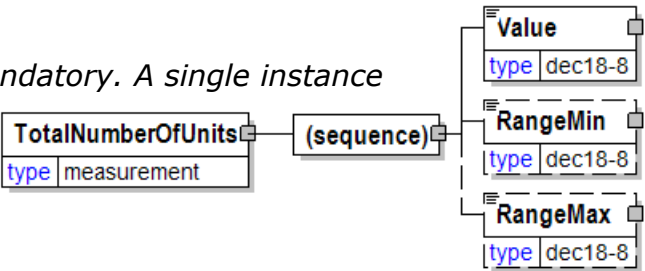 Value
type dec18-8
ndatory. A single instance
RangeMin
type dec18-8
TotalNumberOfUnits
type measurement
(sequence)
RangeMax
type dec18-8